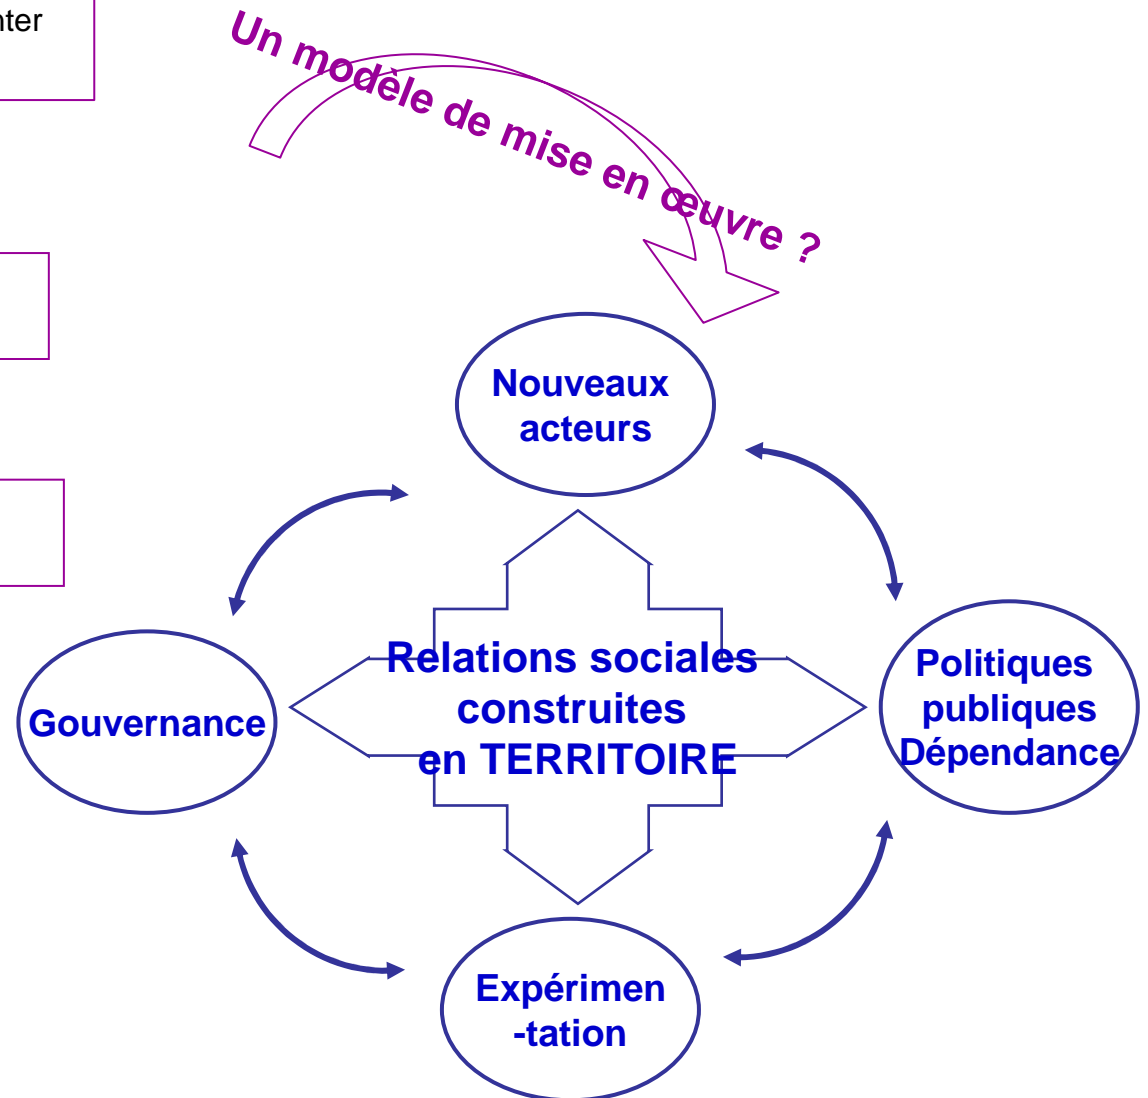 nter
Un modèle de mise en œuvre ?
Nouveaux
acteurs
Gouvernance
Relations sociales
construites
en TERRITOIRE
Politiques
publiques
Dépendance
Expérimen
-tation